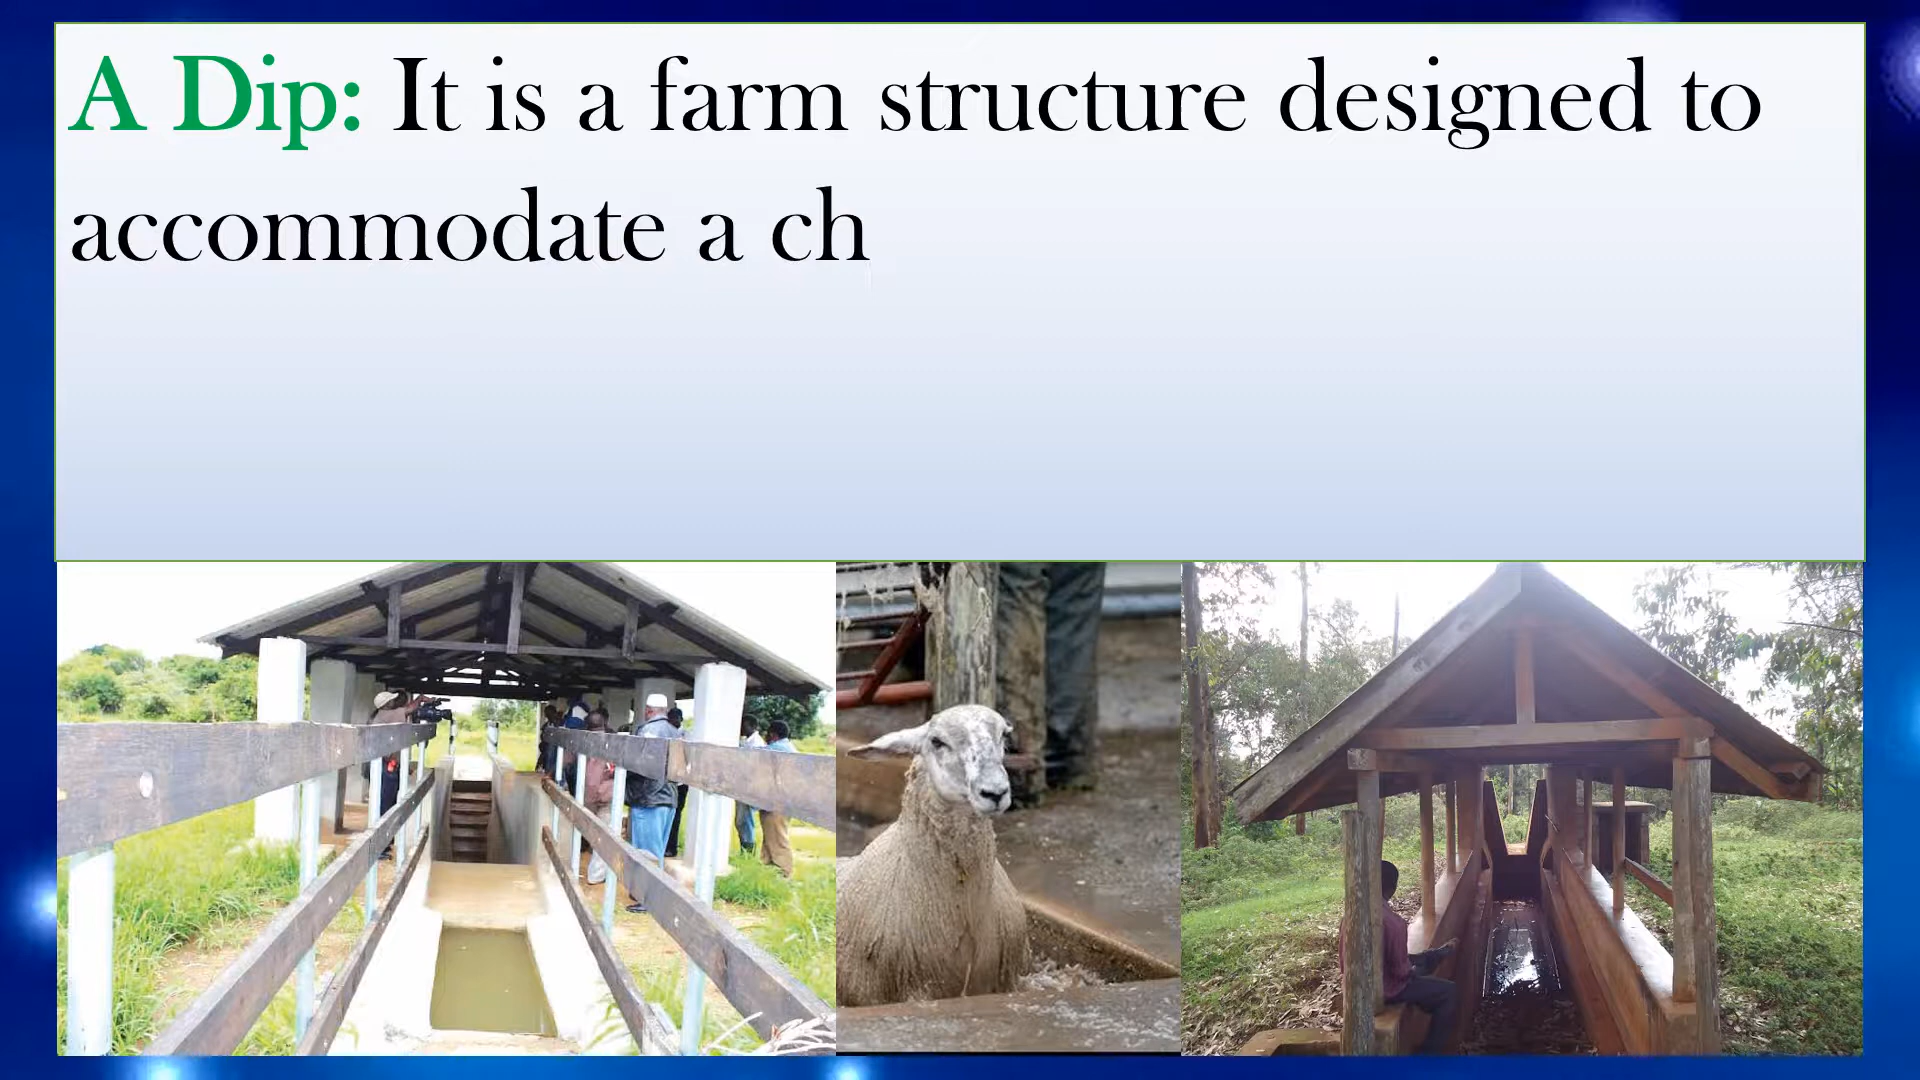 A Dip: It is a farm structure designed to
accommodate a ch